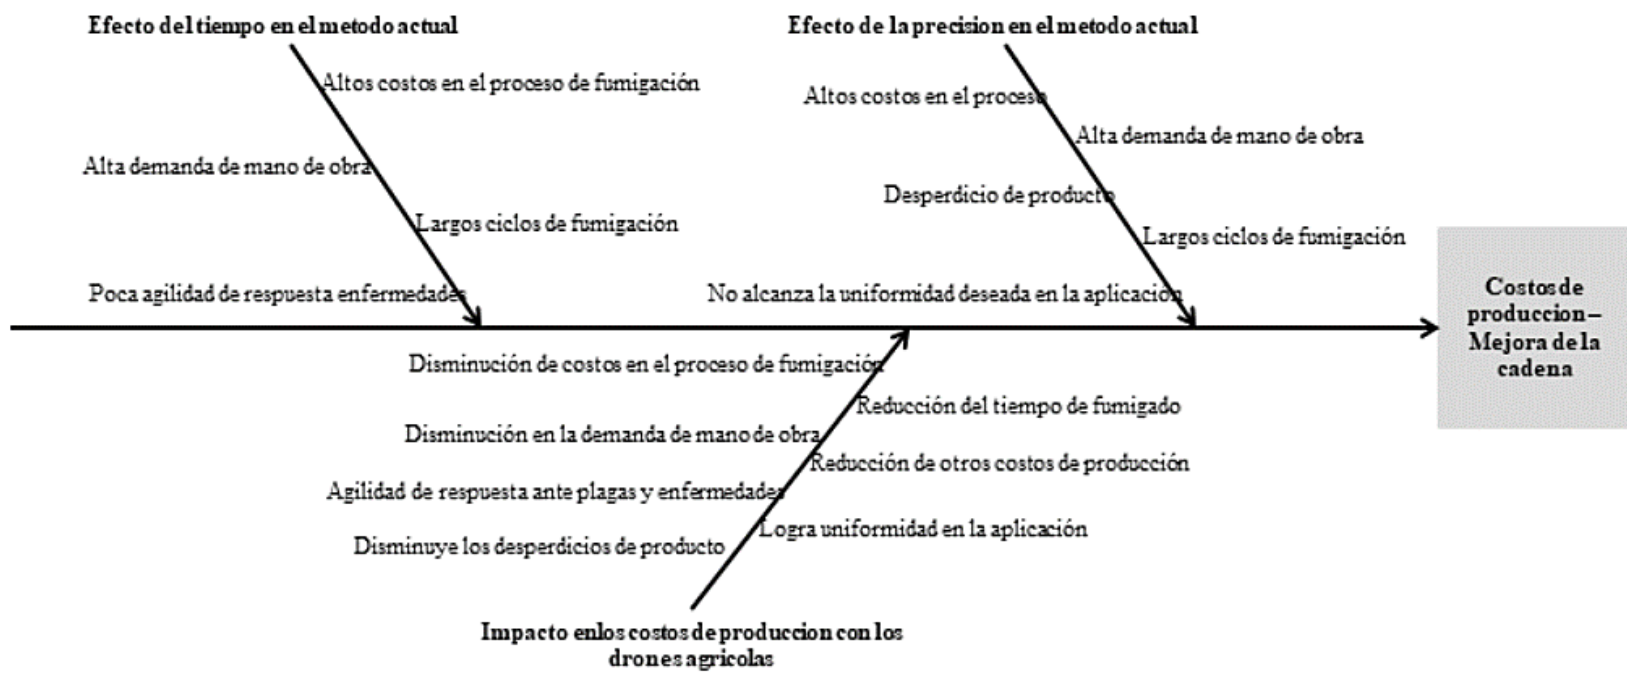 Efecto del tiempo en el metodo actual
Altos costos en el proceso de fumigación
Alta demanda de mano de obra
Largos ciclos de fumigación
Poca agilidad de respuesta enfermedades
Efecto de la precision en el metodo actual
Altos costos en el proceso
Alta demanda de mano de obra
Desperdicio de producto
Largos ciclos de fumigación
No alcanza la uniformidad deseada en la aplicación
Costos de
produccion –
Mejora de la
cadena
Disminución de costos en el proceso de fumigación
Reducción del tiempo de fumigado
Disminución en la demanda de mano de obra
Reducción de otros costos de producción
Agilidad de respuesta ante plagas y enfermedades
Logra uniformidad en la aplicación
Disminuye los desperdicios de producto
Impacto enlos costos de produccion con los
drones agricolas